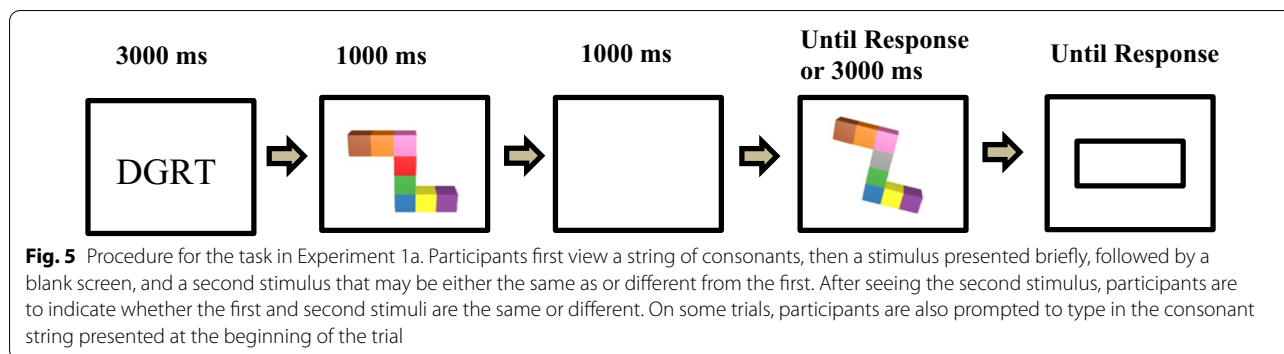 3000 ms
1000 ms
1000 ms
Until Response
or 3000 ms
Until Response
DGRT
Fig. 5 Procedure for the task in Experiment 1a. Participants first view a string of consonants, then a stimulus presented briefly, followed by a
blank screen, and a second stimulus that may be either the same as or different from the first. After seeing the second stimulus, participants are
to indicate whether the first and second stimuli are the same or different. On some trials, participants are also prompted to type in the consonant
string presented at the beginning of the trial